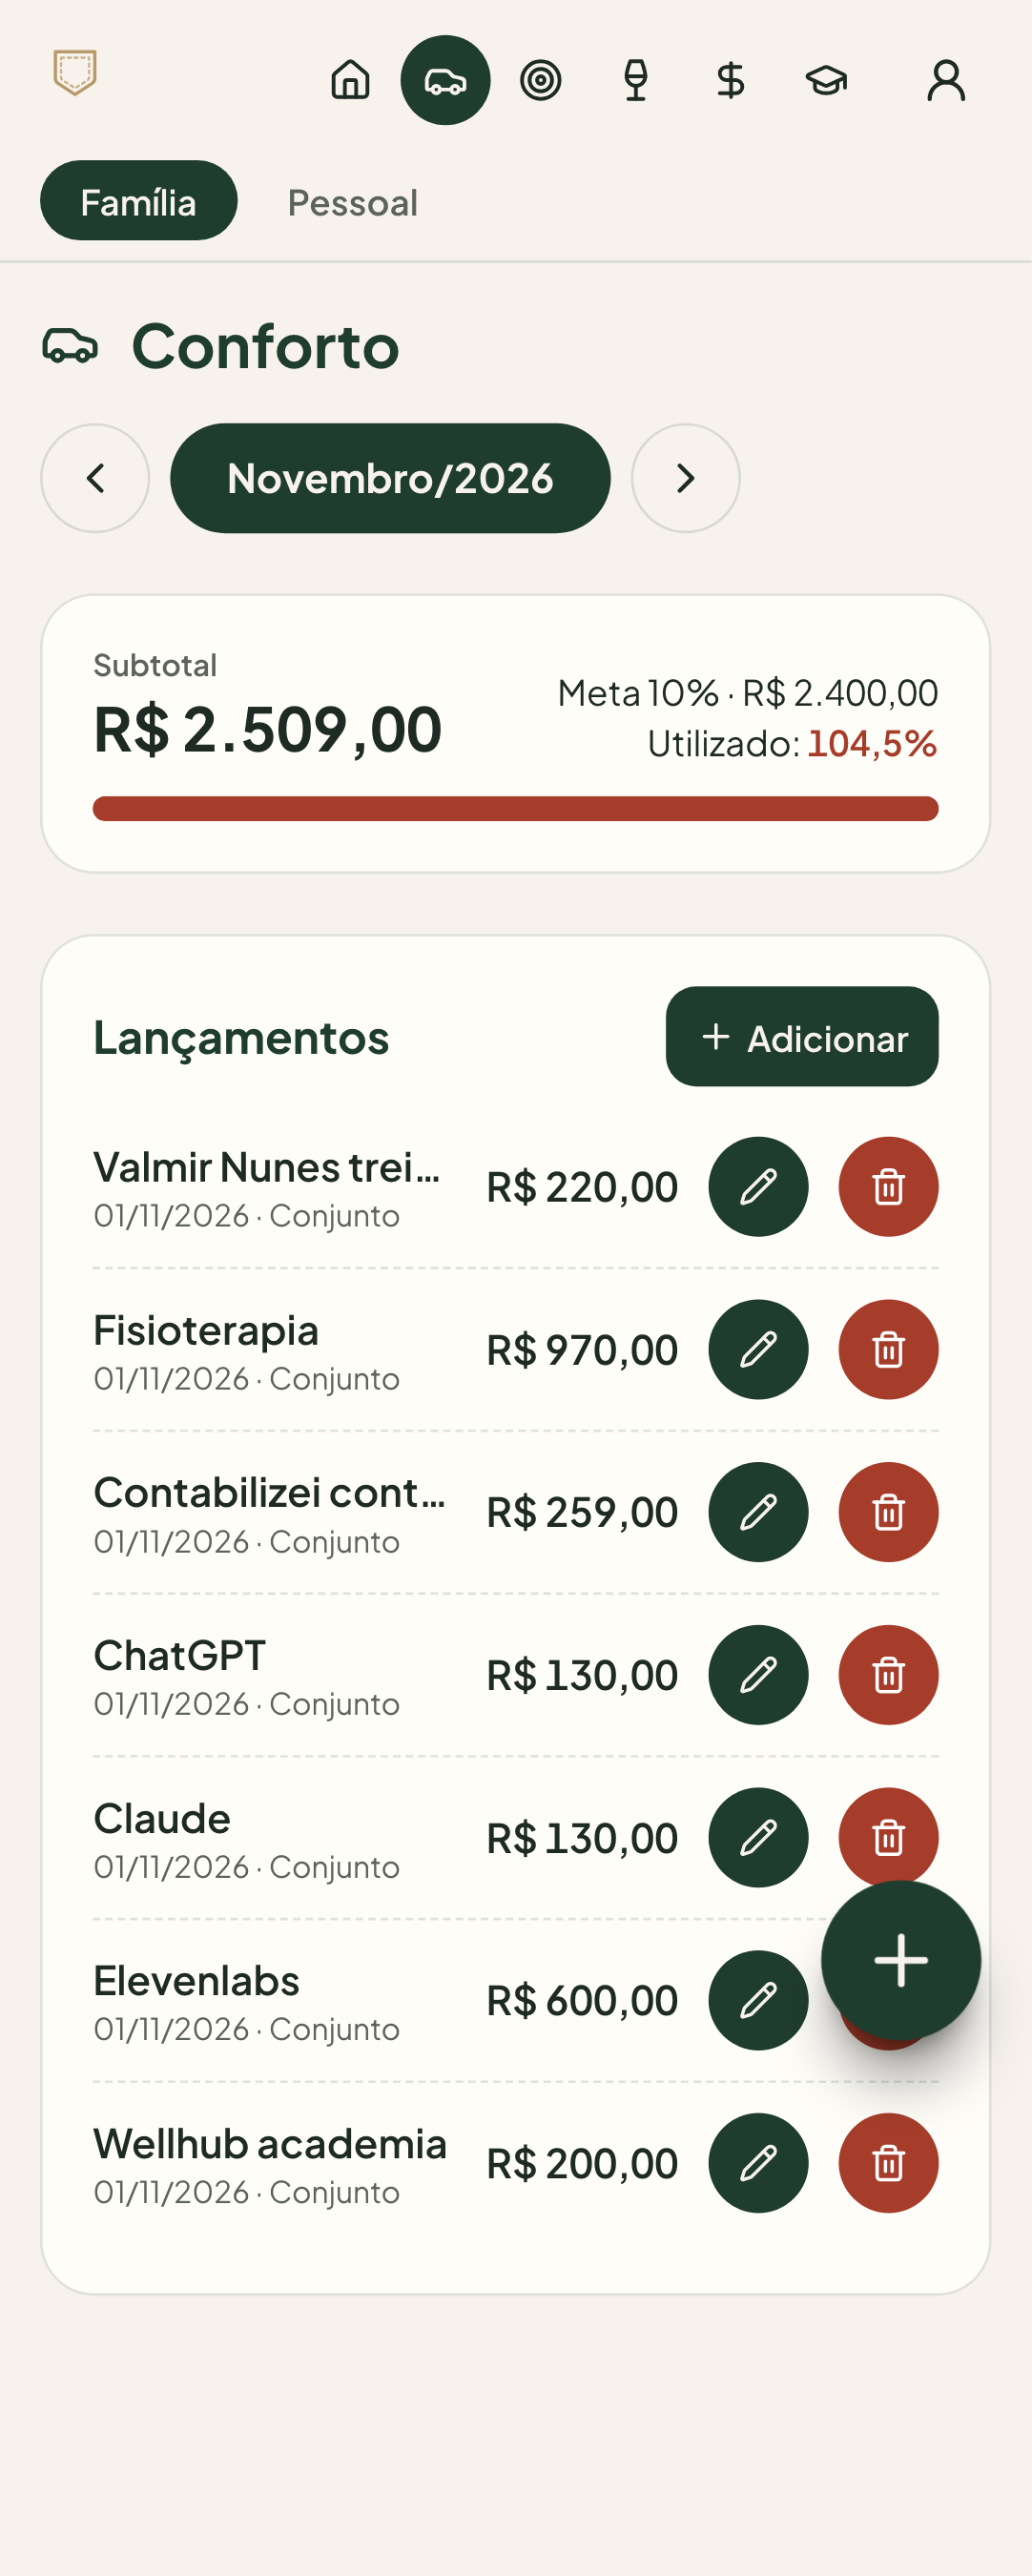 Família
Pessoal
Conforto
Novembro/2026
Subtotal
R$ 2.509,00
Meta 10% · R$ 2.400,00
Utilizado: 104,5%
Lançamentos
+ Adicionar
Valmir Nunes trei...
R$ 220,00
01/11/2026 · Conjunto
Fisioterapia
R$ 970,00
01/11/2026 · Conjunto
Contabilizei cont...
R$ 259,00
01/11/2026 · Conjunto
ChatGPT
R$ 130,00
01/11/2026 · Conjunto
Claude
R$ 130,00
01/11/2026 · Conjunto
Elevenlabs
R$ 600,00
01/11/2026 · Conjunto
Wellhub academia
R$ 200,00
01/11/2026 · Conjunto